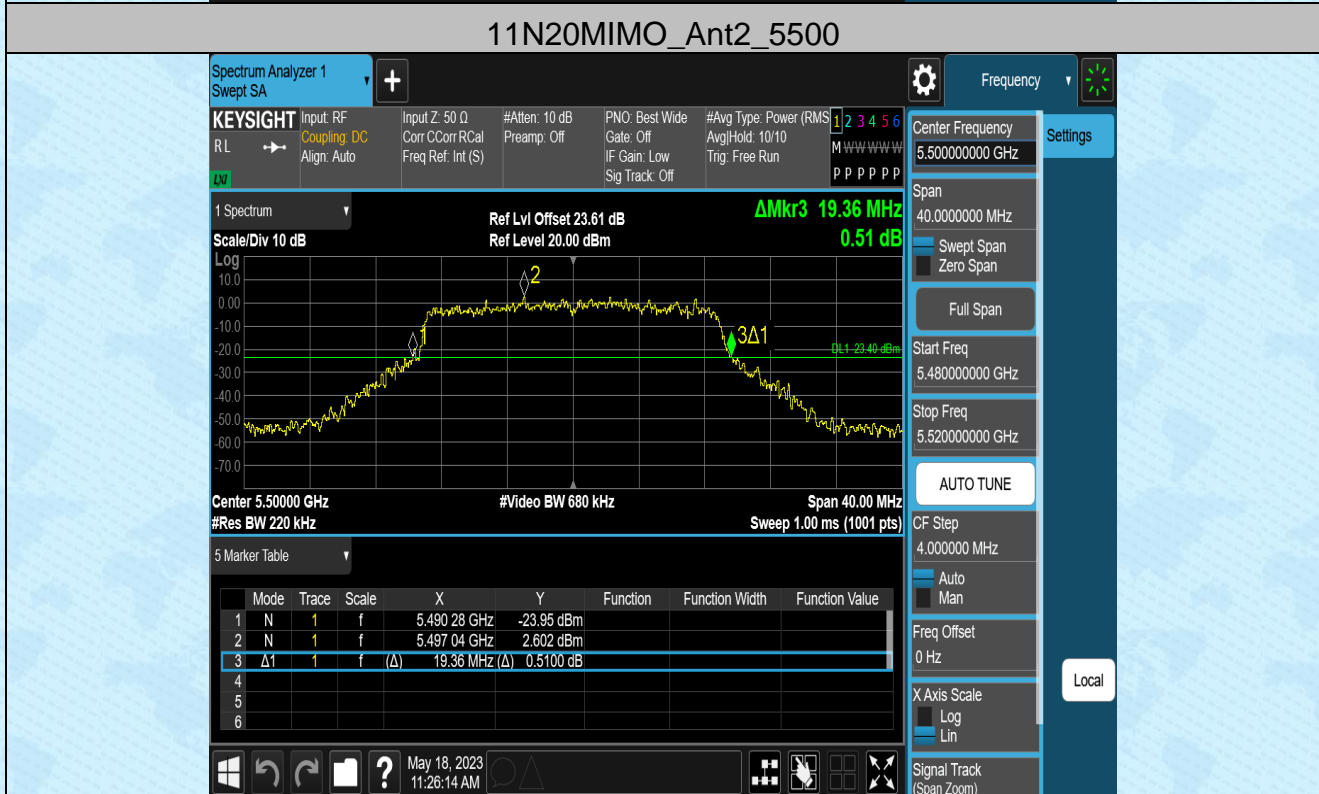 11N20MIMO_Ant2_5500
Spectrum Analyzer 1
Swept SA
Frequency
KEYSIGHT
RL
LXI
Input: RF
Coupling: DC
Align: Auto
Input Z: 50 Ω
Corr CCorr RCal
Freq Ref: Int (S)
#Atten: 10 dB
Preamp: Off
PNO: Best Wide
Gate: Off
IF Gain: Low
Sig Track: Off
#Avg Type: Power (RMS
Avg|Hold: 10/10
Trig: Free Run
1 2 3 4 5 6
M W W W W W
P P P P P P
1 Spectrum
Scale/Div 10 dB
Ref Lvl Offset 23.61 dB
Ref Level 20.00 dBm
ΔMkr3 19.36 MHz
0.51 dB
Log
10.0
0.00
-10.0
-20.0
-30.0
-40.0
-50.0
-60.0
-70.0
2
1
3Δ1
DL1 -23.40 dBm
Center 5.50000 GHz
#Video BW 680 kHz
Span 40.00 MHz
#Res BW 220 kHz
Sweep 1.00 ms (1001 pts)
5 Marker Table
Mode Trace Scale X Y Function Function Width Function Value
1 N 1 f 5.490 28 GHz -23.95 dBm
2 N 1 f 5.497 04 GHz 2.602 dBm
3 Δ1 1 f (Δ) 19.36 MHz (Δ) 0.5100 dB
4
5
6
May 18, 2023
11:26:14 AM
Center Frequency
5.500000000 GHz
Settings
Span
40.0000000 MHz
Swept Span
Zero Span
Full Span
Start Freq
5.480000000 GHz
Stop Freq
5.520000000 GHz
AUTO TUNE
CF Step
4.000000 MHz
Auto
Man
Freq Offset
0 Hz
Local
X Axis Scale
Log
Lin
Signal Track
(Span Zoom)